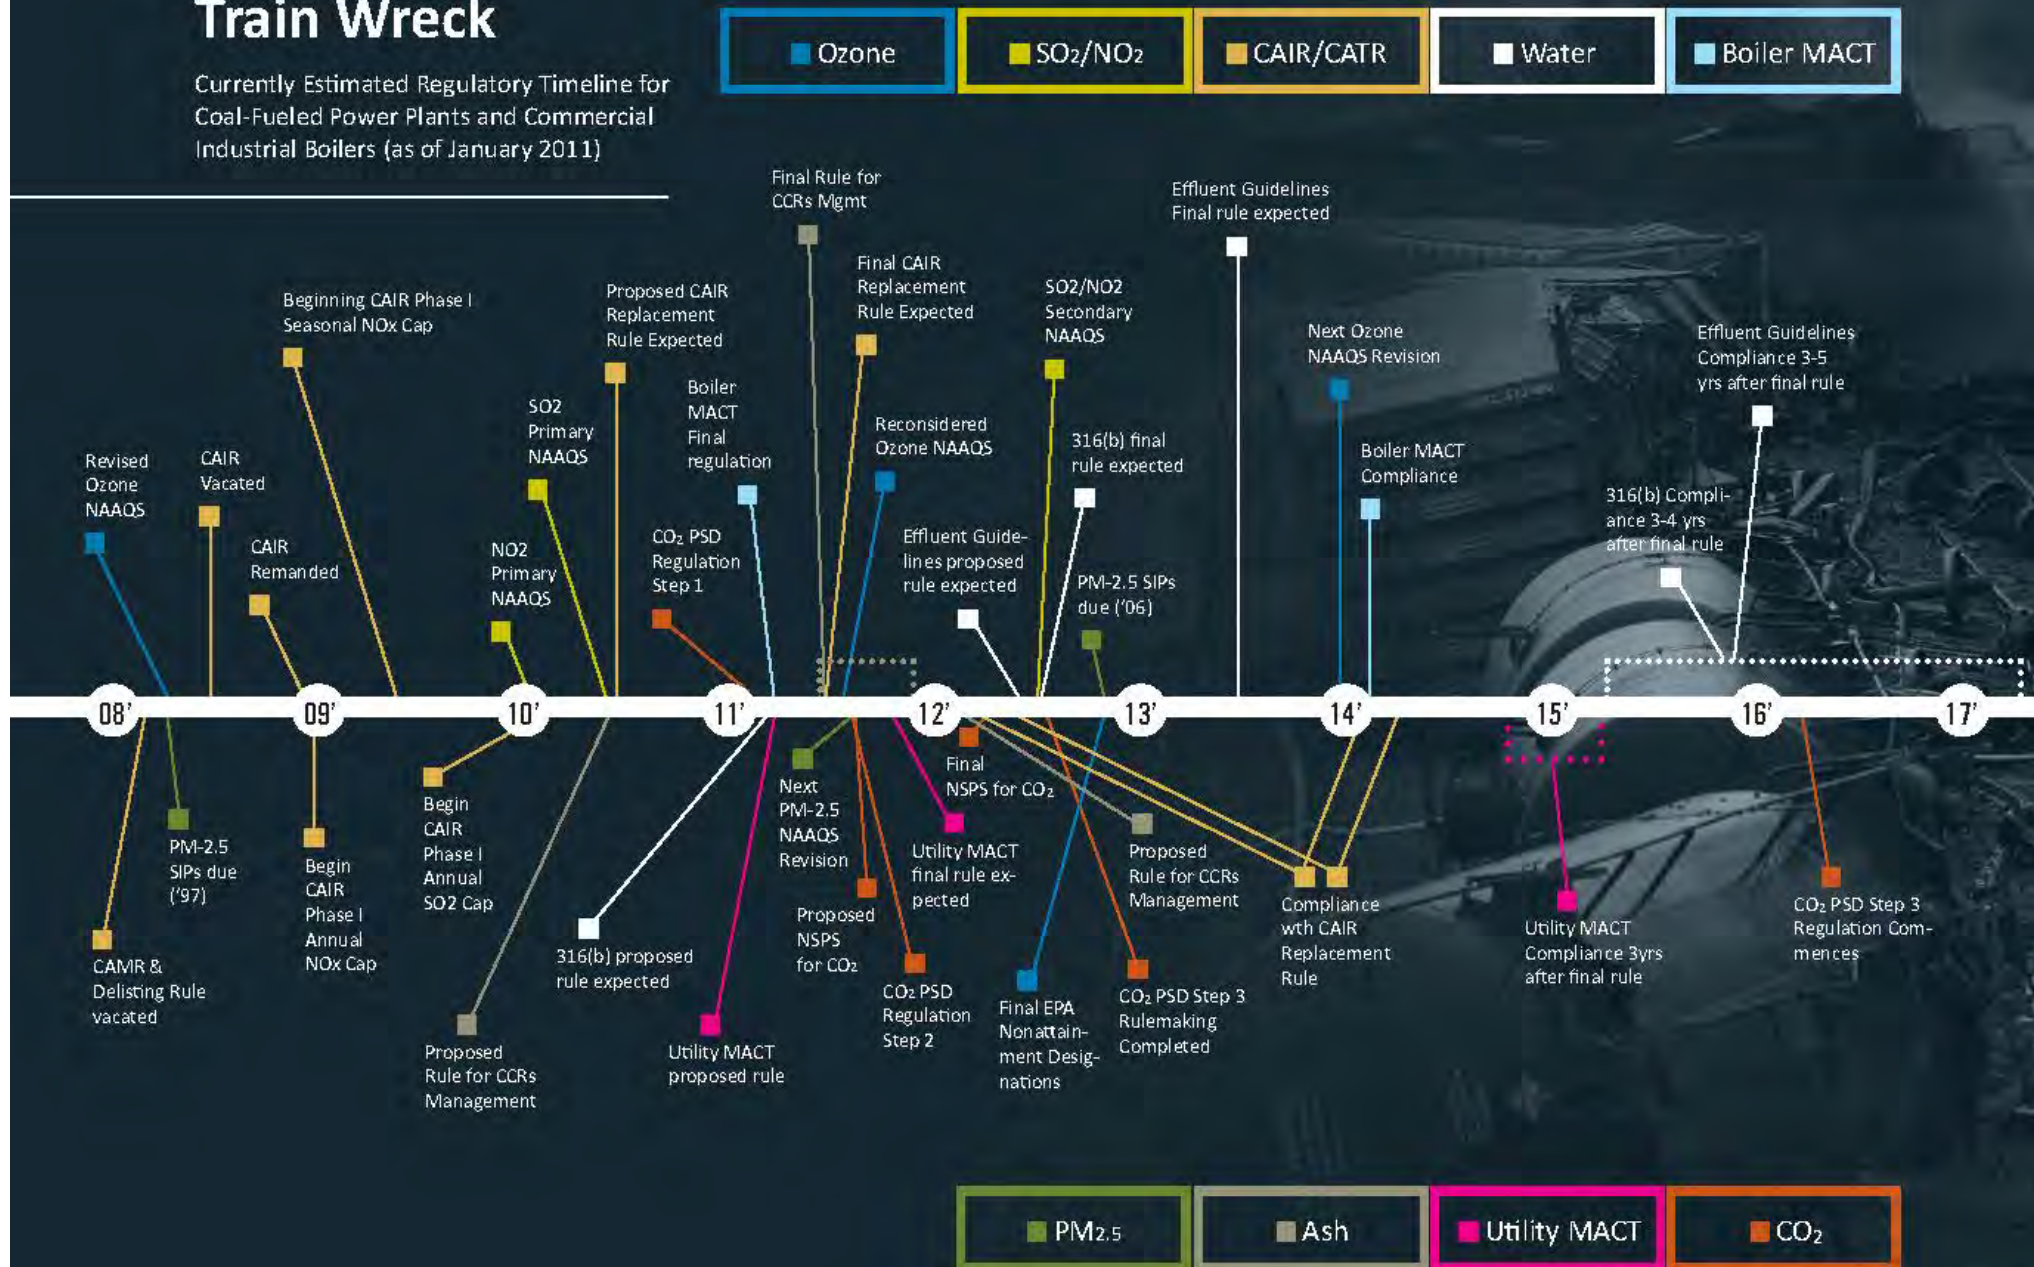 Train Wreck
Currently Estimated Regulatory Timeline for
Coal-Fueled Power Plants and Commercial
Industrial Boilers (as of January 2011)
Ozone
SO2/NO2
CAIR/CATR
Water
Boiler MACT
Revised
Ozone
NAAQS
CAIR
Vacated
CAIR
Remanded
Beginning CAIR Phase I
Seasonal NOx Cap
NO2
Primary
NAAQS
SO2
Primary
NAAQS
Proposed CAIR
Replacement
Rule Expected
CO2 PSD
Regulation
Step 1
Boiler
MACT
Final
regulation
Final Rule for
CCRs Mgmt
Final CAIR
Replacement
Rule Expected
Reconsidered
Ozone NAAQS
Effluent Guide-
lines proposed
rule expected
SO2/NO2
Secondary
NAAQS
316(b) final
rule expected
PM-2.5 SIPs
due ('06)
Effluent Guidelines
Final rule expected
Next Ozone
NAAQS Revision
Boiler MACT
Compliance
316(b) Compli-
ance 3-4 yrs
after final rule
Effluent Guidelines
Compliance 3-5
yrs after final rule
08'
09'
10'
11'
12'
13'
14'
15'
16'
17'
CAMR &
Delisting Rule
vacated
PM-2.5
SIPs due
('97)
Begin
CAIR
Phase I
Annual
NOx Cap
Begin
CAIR
Phase I
Annual
SO2 Cap
Proposed
Rule for CCRs
Management
316(b) proposed
rule expected
Utility MACT
proposed rule
Next
PM-2.5
NAAQS
Revision
Proposed
NSPS
for CO2
CO2 PSD
Regulation
Step 2
Utility MACT
final rule ex-
pected
Final
NSPS for CO2
Final EPA
Nonattain-
ment Desig-
nations
CO2 PSD Step 3
Rulemaking
Completed
Proposed
Rule for CCRs
Management
Compliance
wth CAIR
Replacement
Rule
Utility MACT
Compliance 3yrs
after final rule
CO2 PSD Step 3
Regulation Com-
mences
PM2.5
Ash
Utility MACT
CO2